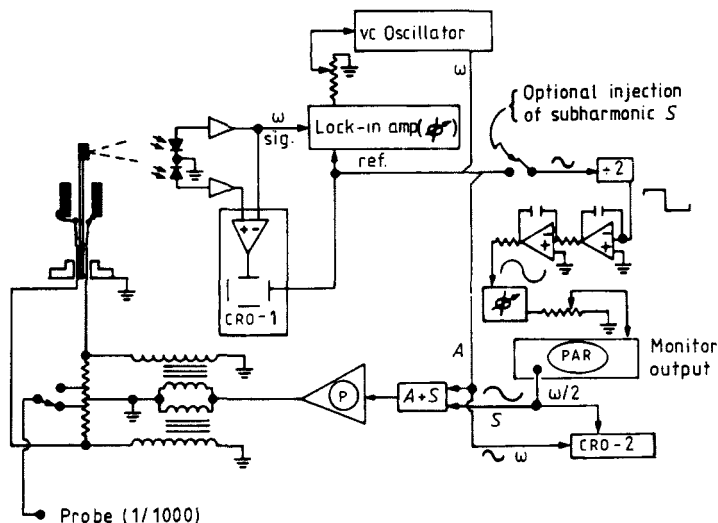 vc Oscillator
ω
Optional injection
of subharmonic S
ω
sig.
Lock-in amp(ϕ)
ref.
÷2
+ -
CRO-1
-
+
-
+
ϕ
A
PAR
Monitor
output
P
A+S
S
ω/2
CRO-2
ω
Probe (1/1000)